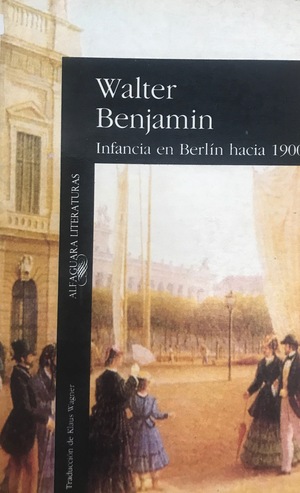 Walter
Benjamin
Infancia en Berlín hacia 1900
ALFAGUARA LITERATURAS
Traducción de Klaus Wagner